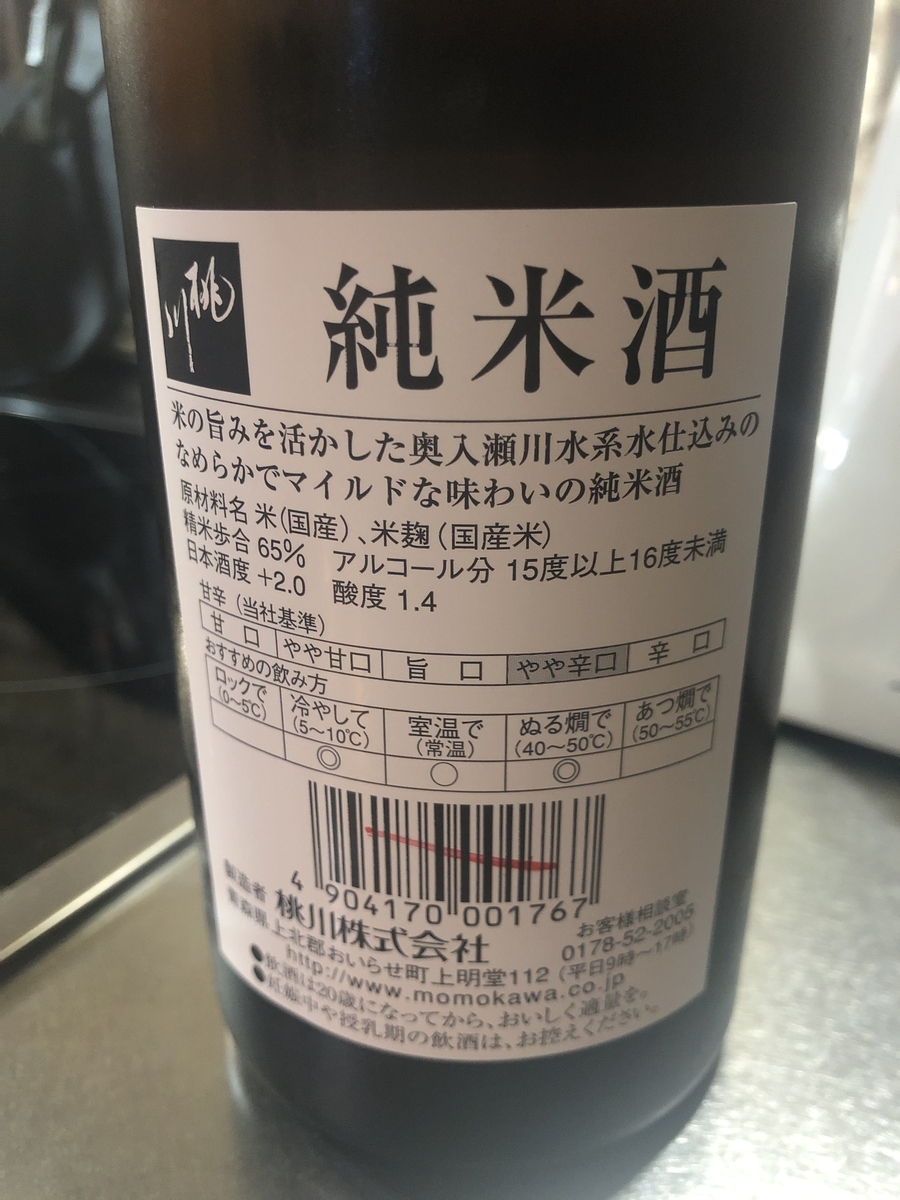 桃川
純米酒
米の旨みを活かした奥入瀬川水系水仕込みの
なめらかでマイルドな味わいの純米酒
原材料名 米(国産)、米麹(国産米)
精米歩合 65% アルコール分 15度以上16度未満
日本酒度 +2.0 酸度 1.4
甘辛(当社基準)
甘口 やや甘口 旨口 やや辛口 辛口
おすすめの飲み方
ロックで 冷やして 室温で ぬる燗で あつ燗で
(0〜5℃) (5〜10℃) (常温) (40〜50℃) (50〜55℃)
◎ ○ ◎
4 904170 001767
製造者 桃川株式会社 お客様相談室
青森県上北郡おいらせ町上明堂112 0178-52-2005
(平日9時〜17時)
http://www.momokawa.co.jp
●飲酒は20歳になってから、おいしく適量を。
●妊娠中や授乳期の飲酒は、お控えください。